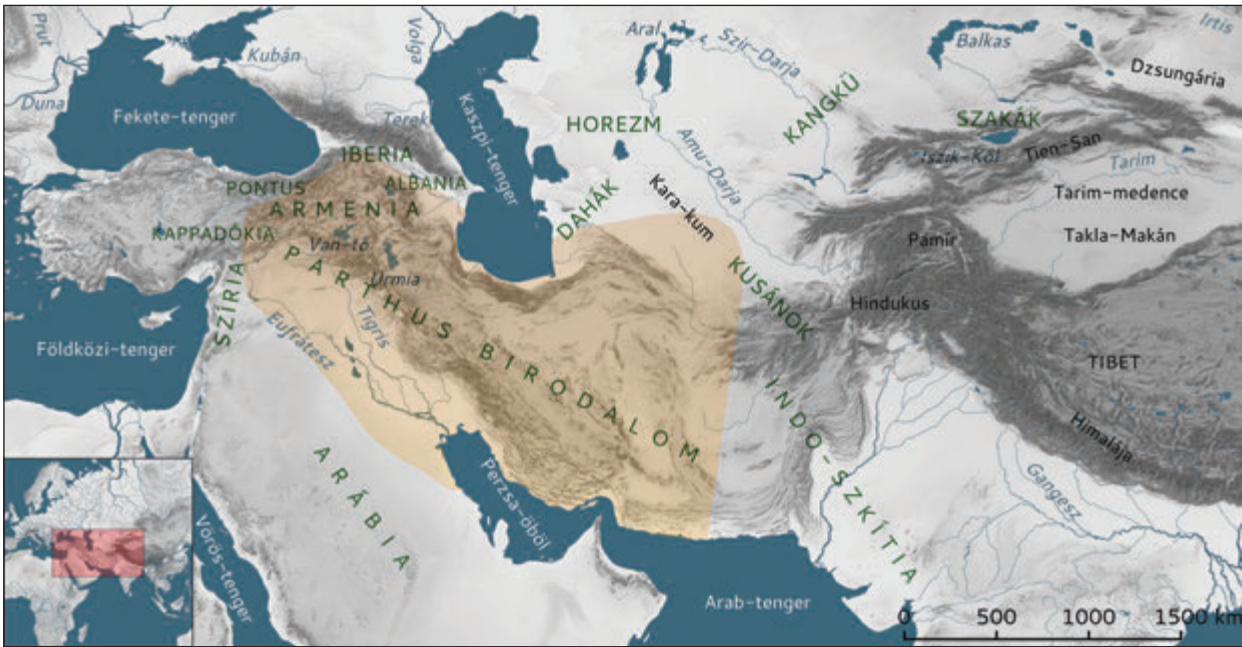 Prut
Duna
Kubán
Volga
Aral
Szir-Darja
Balkas
Irtis
Dzsungária
Fekete-tenger
Terek
Kaszpi-tenger
HOREZM
KANGKÜ
SZAKÁK
Iszik-Köl
Tien-San
Tarim
IBERIA
ALBANIA
PONTUS
ARMENIA
KAPPADÓKIA
Van-tó
Urmia
DAHÁK
Kara-kum
Amu-Darja
Tarim-medence
Takla-Makán
Pamír
SZÍRIA
PÁRTHUS BIRODALOM
KUSÁNOK
Hindukus
Földközi-tenger
Eufrátesz
Tigris
TIBET
INDO-SZKÍTIA
Himalája
ARÁBIA
Perzsa-öböl
Gangesz
Vörös-tenger
Arab-tenger
0 500 1000 1500 km